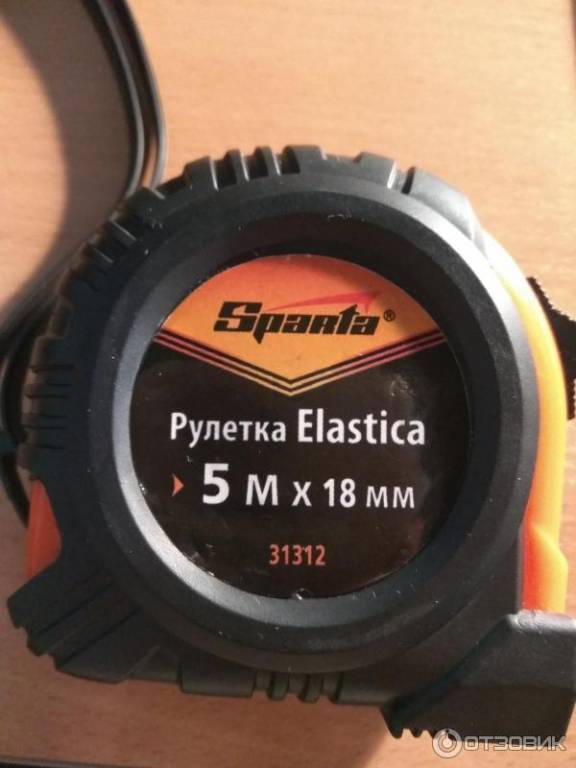 Sparta®
Рулетка Elastica
5 м x 18 мм
31312
ОТЗОВИК